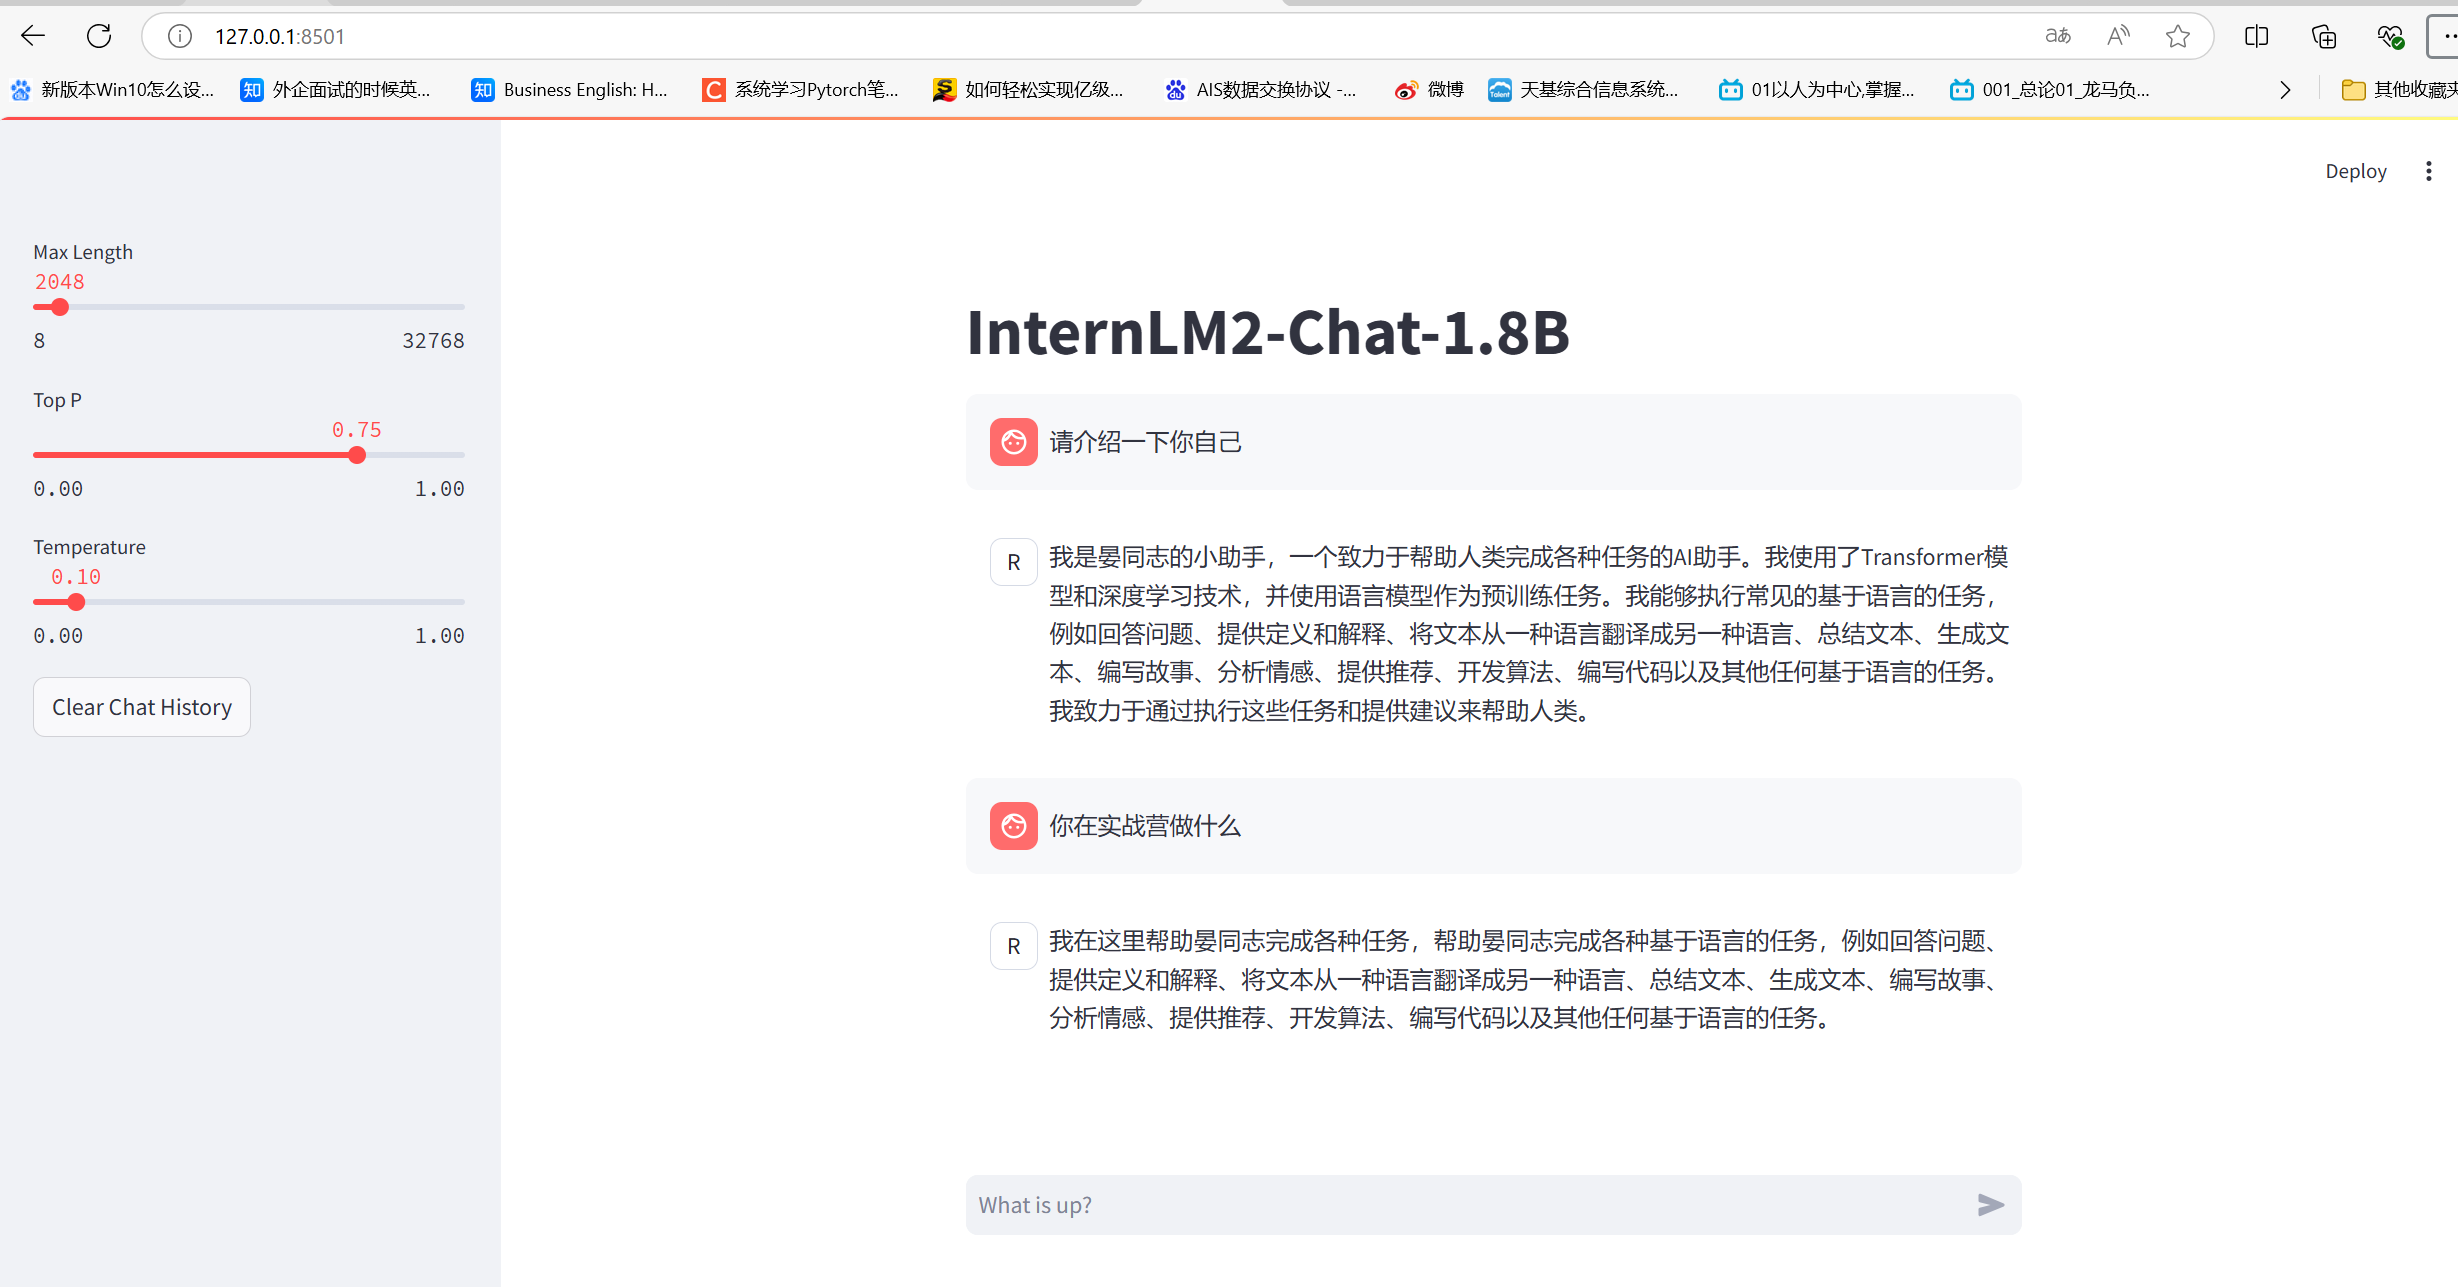 127.0.0.1:8501
新版本Win10怎么设...
外企面试的时候英...
Business English: H...
系统学习Pytorch笔...
如何轻松实现亿级...
AIS数据交换协议 -...
微博
天基综合信息系统...
01以人为中心,掌握...
001_总论01_龙马负...
其他收藏夹
Deploy
Max Length
2048
8 32768
Top P
0.75
0.00 1.00
Temperature
0.10
0.00 1.00
Clear Chat History
InternLM2-Chat-1.8B
请介绍一下你自己
R
我是晏同志的小助手，一个致力于帮助人类完成各种任务的AI助手。我使用了Transformer模
型和深度学习技术，并使用语言模型作为预训练任务。我能够执行常见的基于语言的任务，
例如回答问题、提供定义和解释、将文本从一种语言翻译成另一种语言、总结文本、生成文
本、编写故事、分析情感、提供推荐、开发算法、编写代码以及其他任何基于语言的任务。
我致力于通过执行这些任务和提供建议来帮助人类。
你在实战营做什么
R
我在这里帮助晏同志完成各种任务，帮助晏同志完成各种基于语言的任务，例如回答问题、
提供定义和解释、将文本从一种语言翻译成另一种语言、总结文本、生成文本、编写故事、
分析情感、提供推荐、开发算法、编写代码以及其他任何基于语言的任务。
What is up?